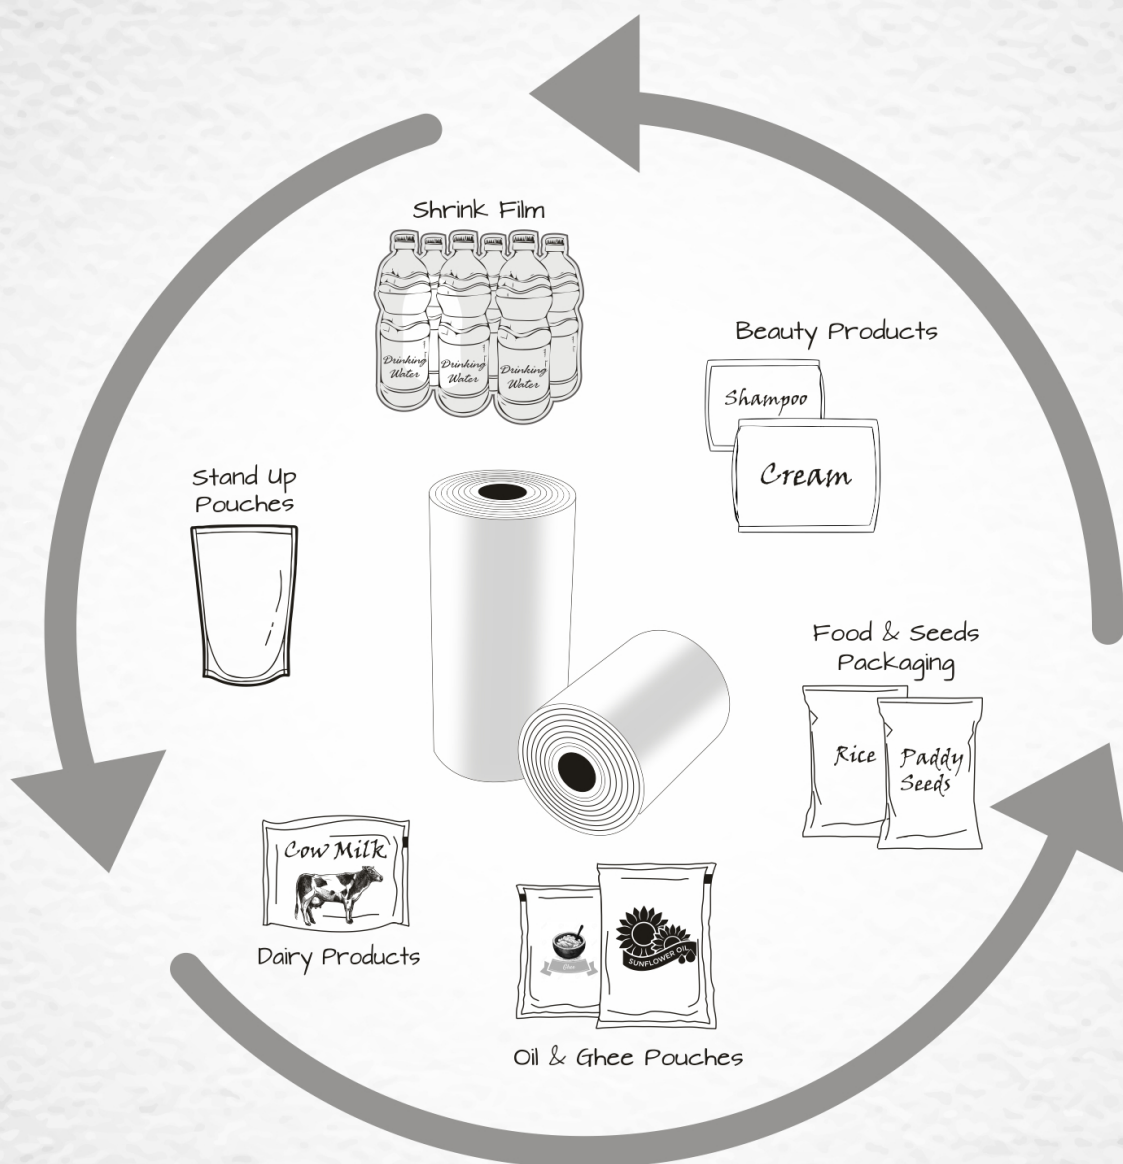 Shrink Film
Drinking
Water
Drinking
Water
Drinking
Water
Beauty Products
Shampoo
Cream
Stand Up
Pouches
Food & Seeds
Packaging
Rice
Paddy
Seeds
Cow Milk
Dairy Products
Ghee
SUNFLOWER OIL
Oil & Ghee Pouches